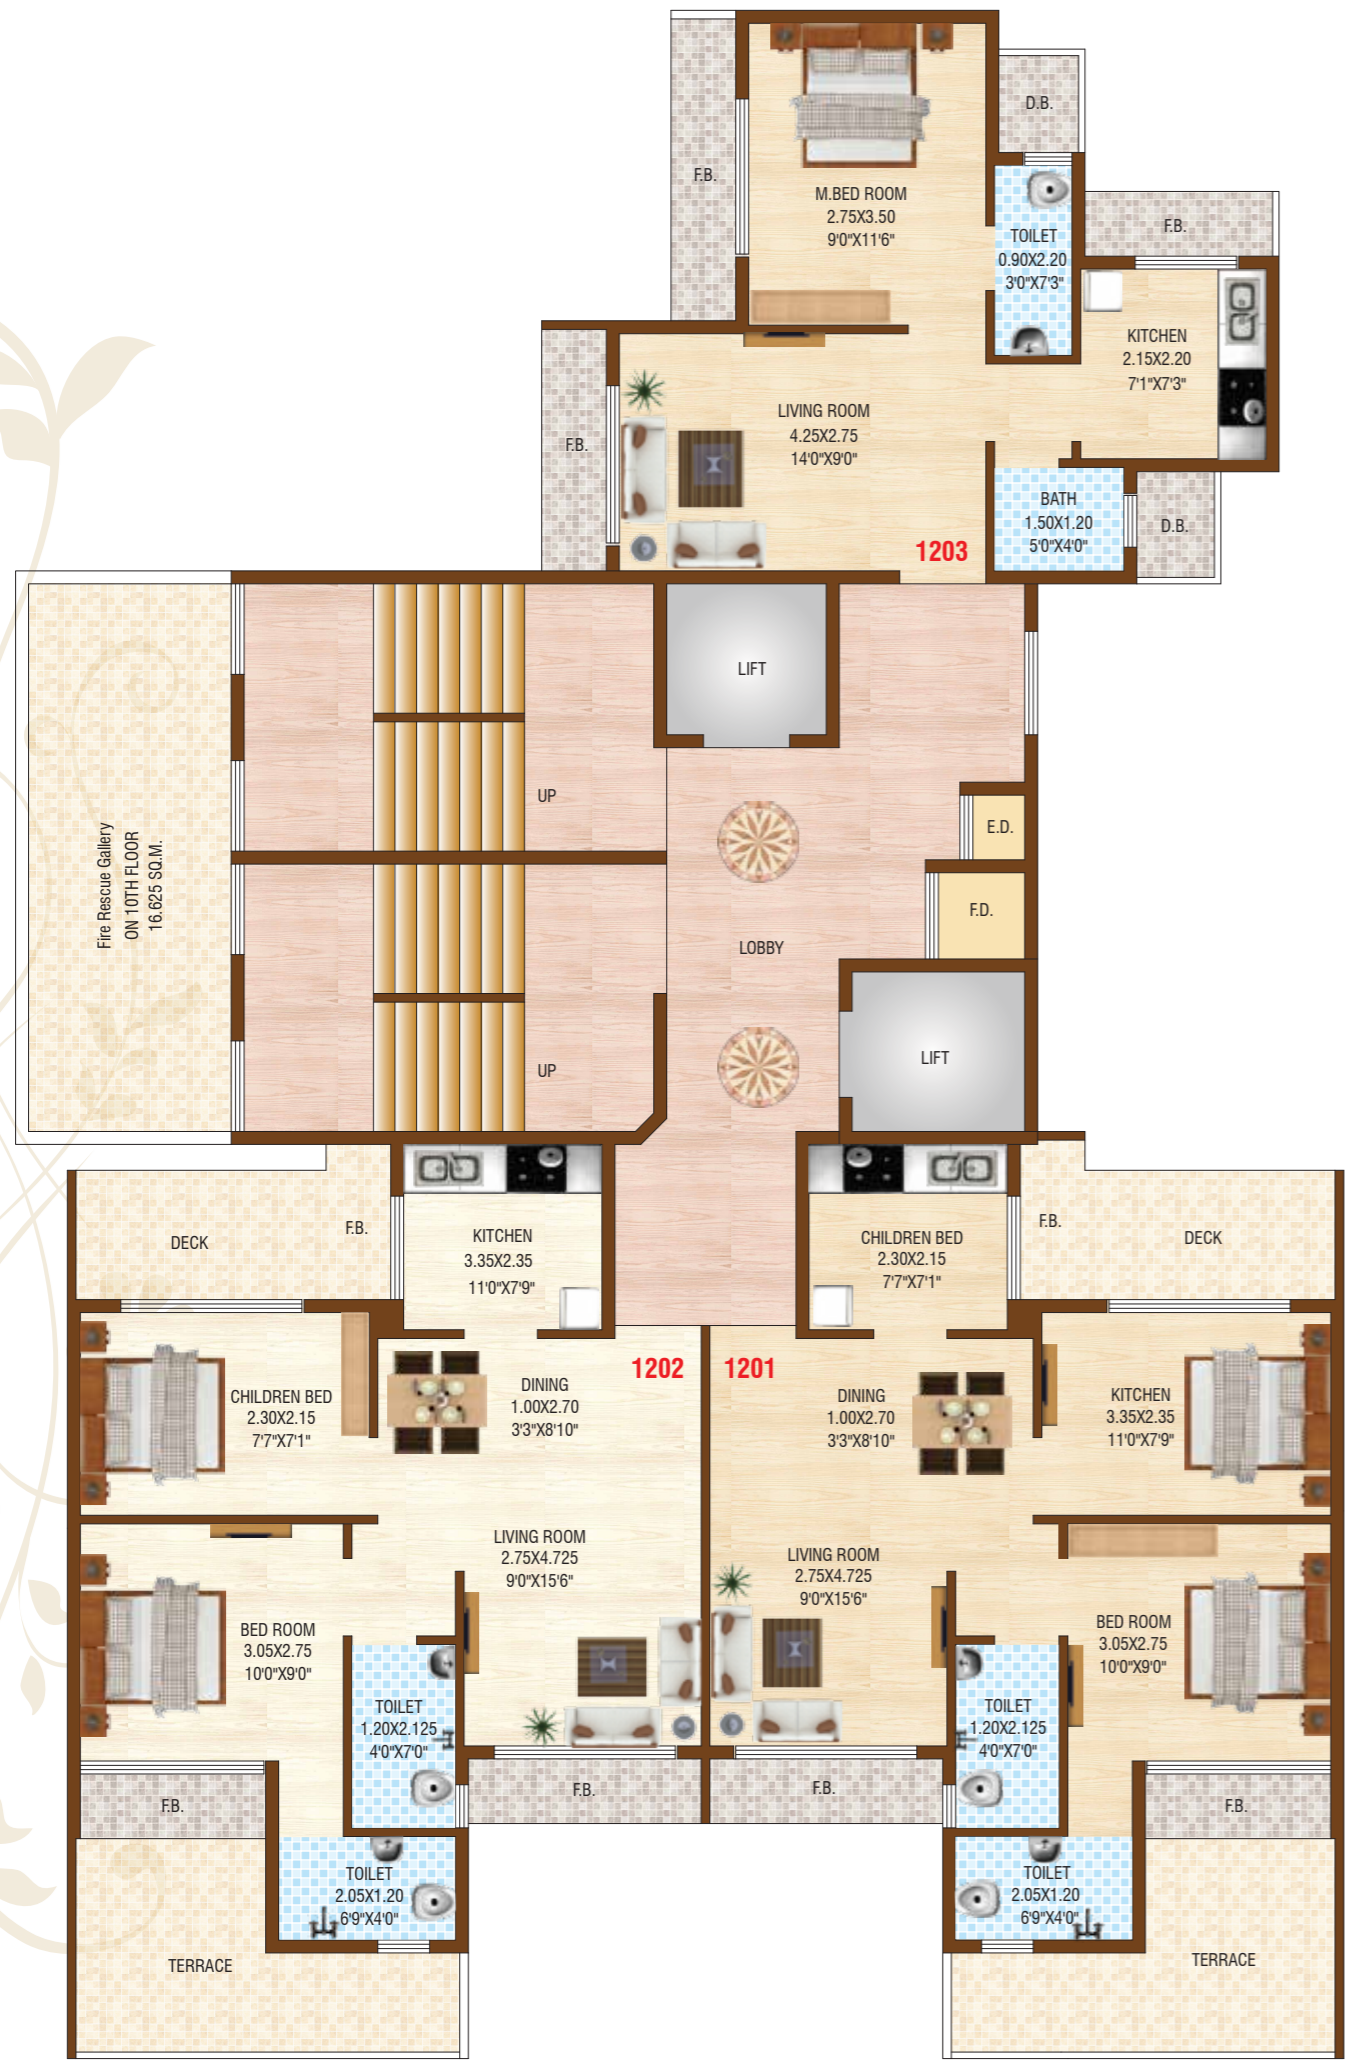 D.B.
F.B.
M.BED ROOM
2.75X3.50
9'0"X11'6"
TOILET
0.90X2.20
3'0"X7'3"
F.B.
KITCHEN
2.15X2.20
7'1"X7'3"
F.B.
LIVING ROOM
4.25X2.75
14'0"X9'0"
BATH
1.50X1.20
5'0"X4'0"
D.B.
1203
LIFT
UP
E.D.
Fire Rescue Gallery
ON 10TH FLOOR
16.625 SQ.M.
F.D.
LOBBY
LIFT
UP
DECK
F.B.
KITCHEN
3.35X2.35
11'0"X7'9"
CHILDREN BED
2.30X2.15
7'7"X7'1"
F.B.
DECK
1202
1201
CHILDREN BED
2.30X2.15
7'7"X7'1"
DINING
1.00X2.70
3'3"X8'10"
DINING
1.00X2.70
3'3"X8'10"
KITCHEN
3.35X2.35
11'0"X7'9"
LIVING ROOM
2.75X4.725
9'0"X15'6"
LIVING ROOM
2.75X4.725
9'0"X15'6"
BED ROOM
3.05X2.75
10'0"X9'0"
BED ROOM
3.05X2.75
10'0"X9'0"
TOILET
1.20X2.125
4'0"X7'0"
TOILET
1.20X2.125
4'0"X7'0"
F.B.
F.B.
F.B.
F.B.
TOILET
2.05X1.20
6'9"X4'0"
TOILET
2.05X1.20
6'9"X4'0"
TERRACE
TERRACE